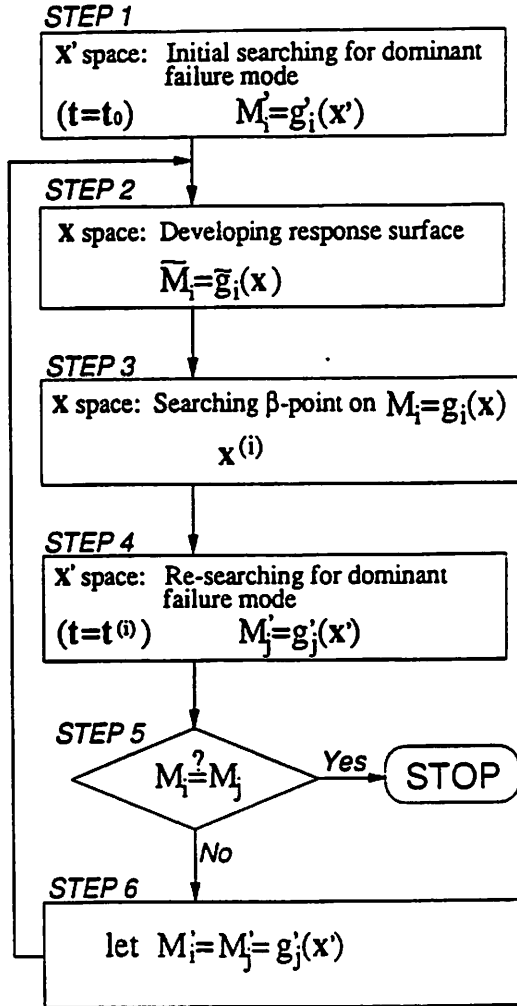 STEP 1
X' space: Initial searching for dominant
failure mode
(t=t₀) M'ᵢ=g'ᵢ(x')
STEP 2
X space: Developing response surface
M̃ᵢ=g̃ᵢ(x)
STEP 3
X space: Searching β-point on Mᵢ=gᵢ(x)
x⁽ⁱ⁾
STEP 4
X' space: Re-searching for dominant
failure mode
(t=t⁽ⁱ⁾) M'ⱼ=g'ⱼ(x')
STEP 5
Mᵢ≟Mⱼ
Yes
STOP
No
STEP 6
let M'ᵢ=M'ⱼ=g'ⱼ(x')